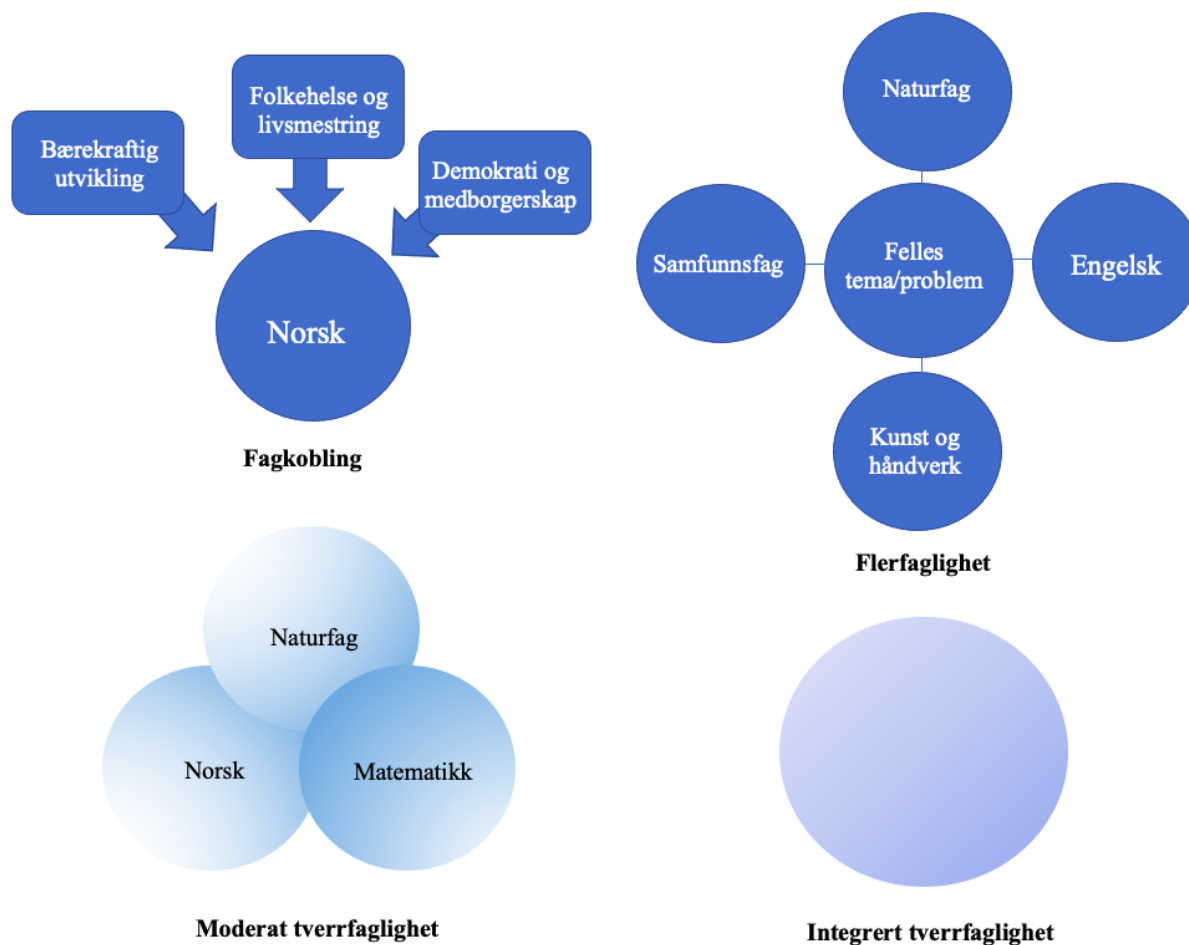 Bærekraftig
utvikling
Folkehelse og
livsmestring
Demokrati og
medborgerskap
Norsk
Fagkobling
Naturfag
Samfunnsfag
Felles
tema/problem
Engelsk
Kunst og
håndverk
Flerfaglighet
Naturfag
Norsk
Matematikk
Moderat tverrfaglighet
Integrert tverrfaglighet